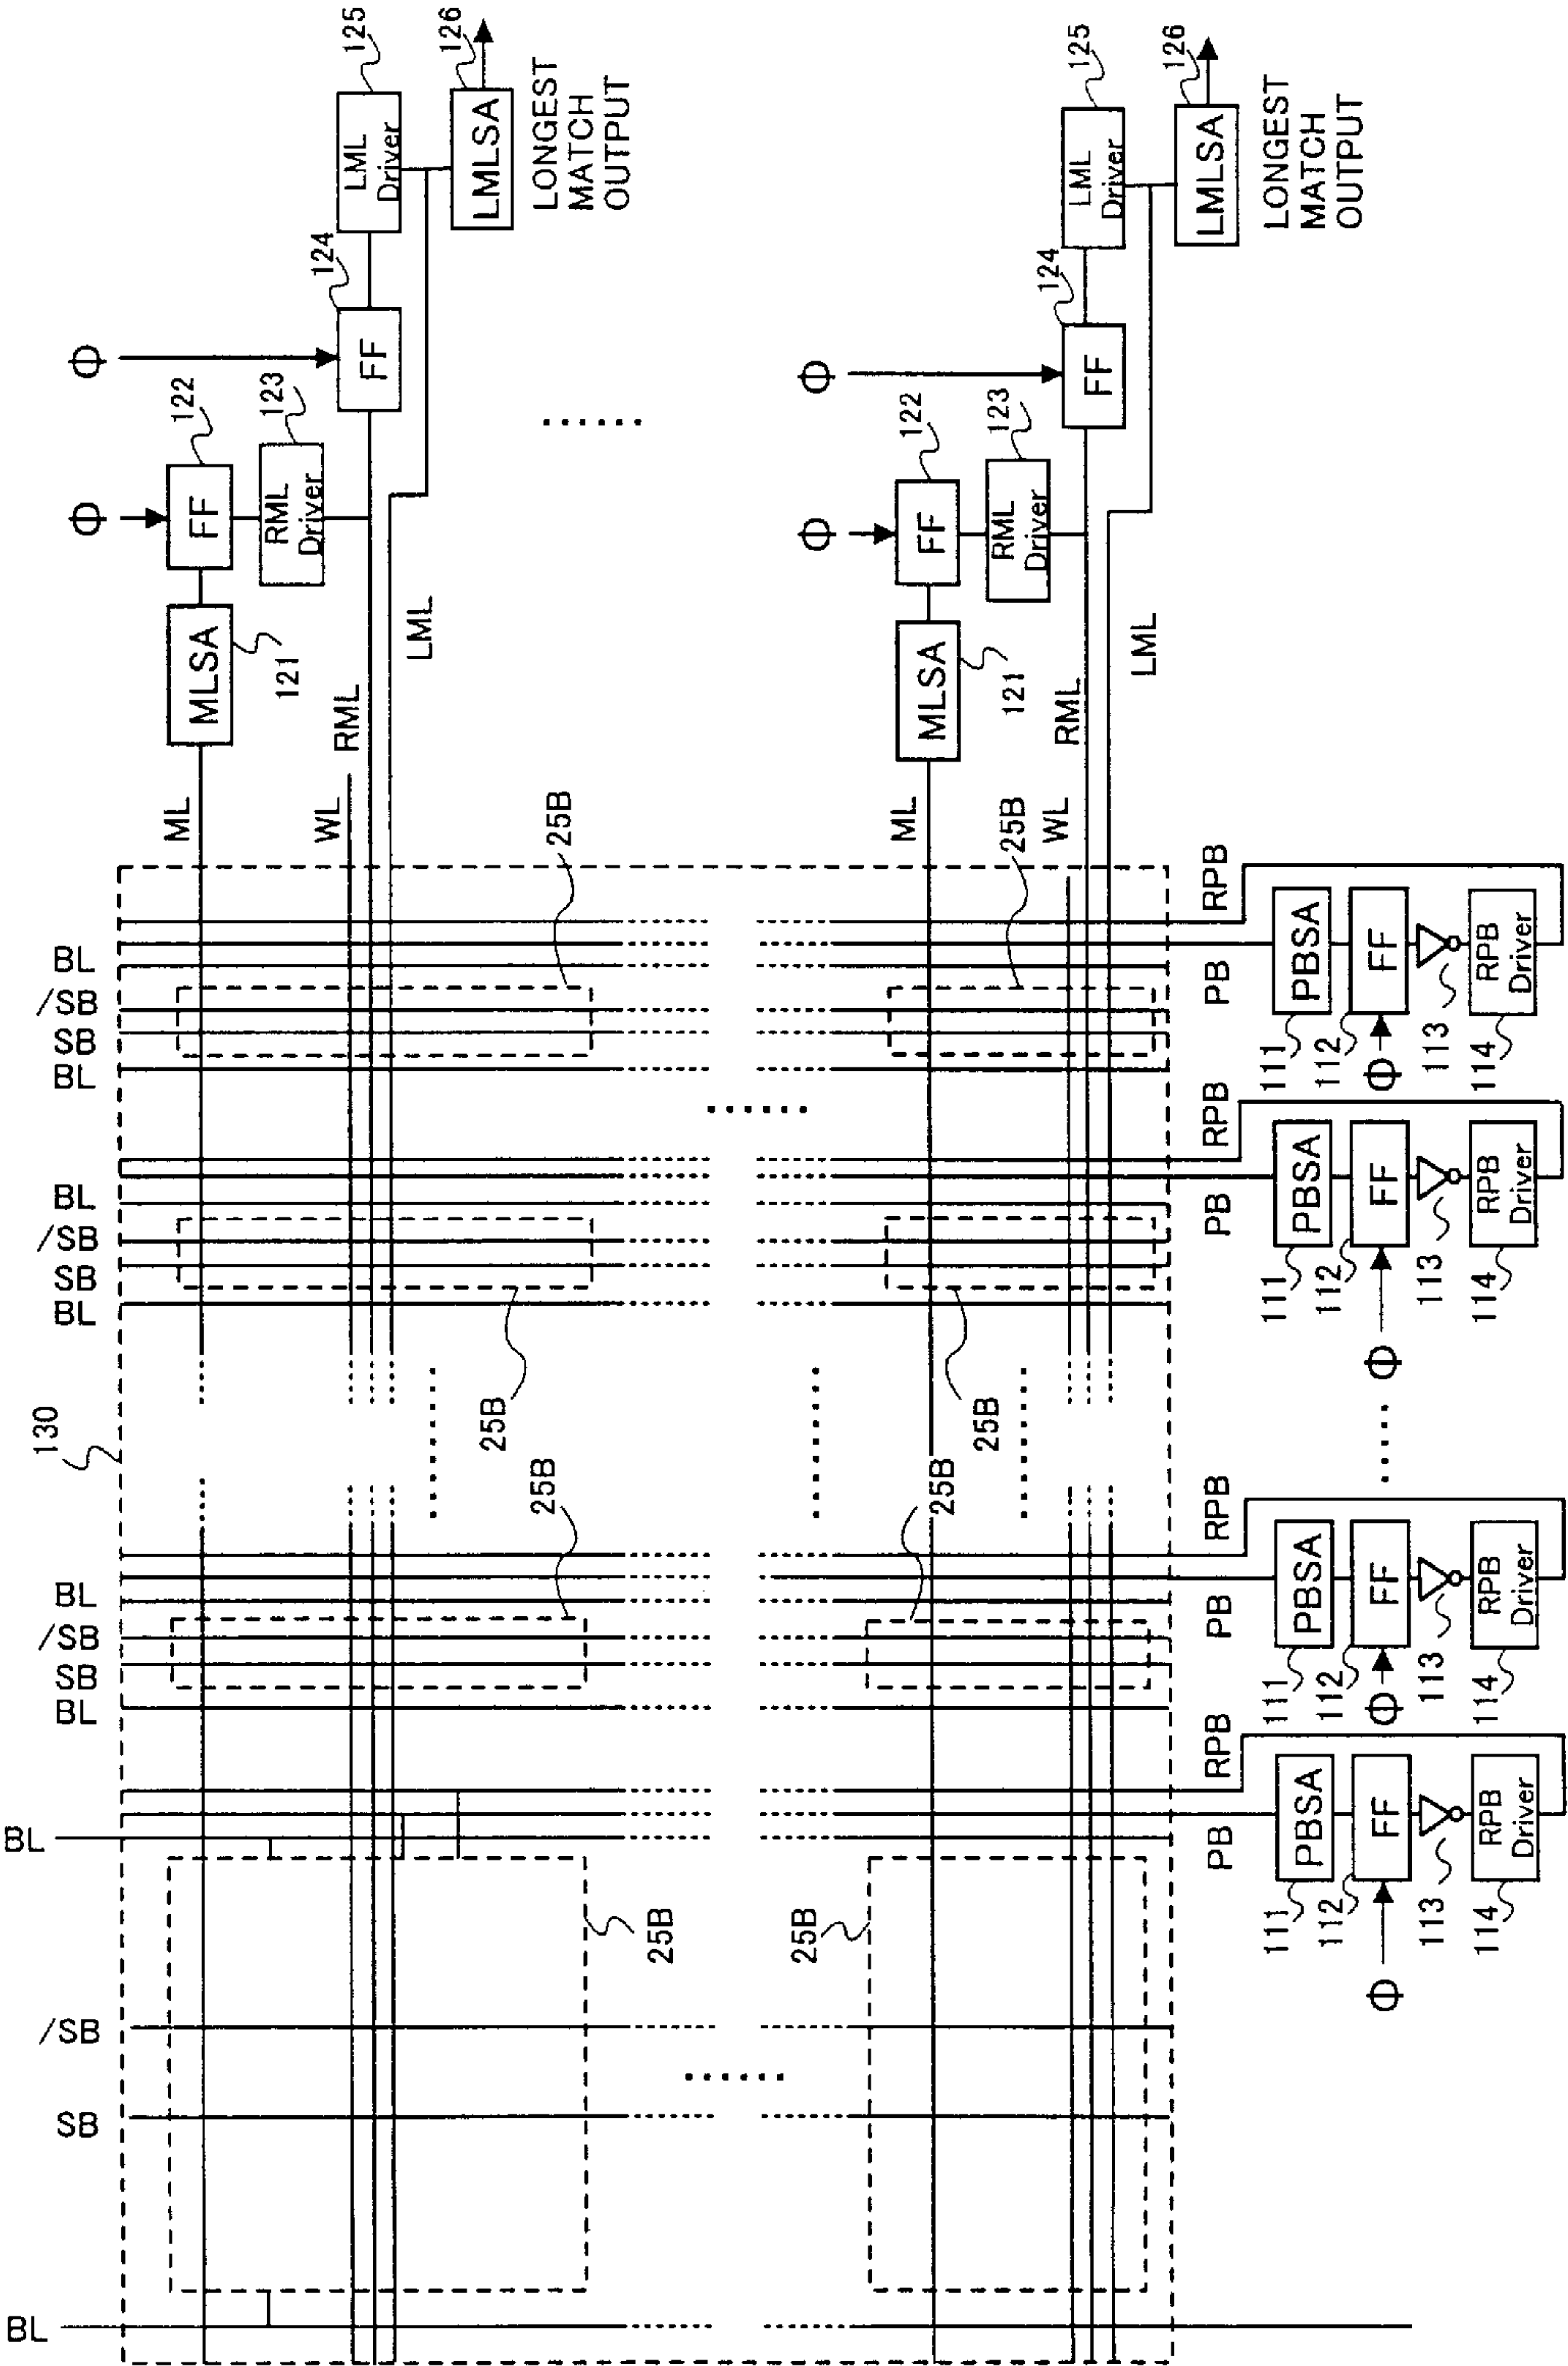 125
126
LML
Driver
LMLSA
LONGEST
MATCH
OUTPUT
124
Φ
FF
122
123
Φ
FF
RML
Driver
MLSA
121
LML
RML
ML
WL
125
126
LML
Driver
LMLSA
LONGEST
MATCH
OUTPUT
124
Φ
FF
122
123
Φ
FF
RML
Driver
MLSA
121
LML
RML
ML
WL
130
BL
/SB
SB
BL
25B
25B
BL
/SB
SB
BL
25B
25B
BL
/SB
SB
BL
25B
25B
BL
/SB
SB
BL
25B
25B
RPB
PB
PBSA
FF
RPB
Driver
111
112
113
114
Φ
RPB
PB
PBSA
FF
RPB
Driver
111
112
113
114
Φ
RPB
PB
PBSA
FF
RPB
Driver
111
112
113
114
Φ
RPB
PB
PBSA
FF
RPB
Driver
111
112
113
114
Φ